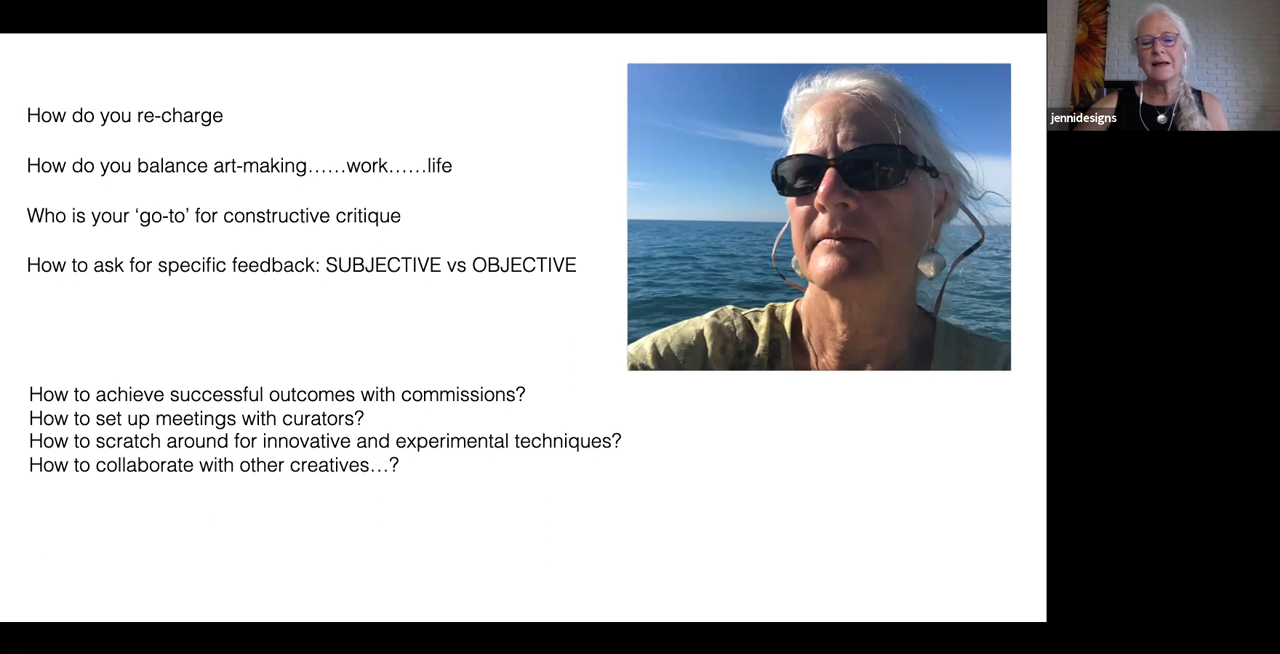 How do you re-charge
How do you balance art-making……work……life
Who is your ‘go-to’ for constructive critique
How to ask for specific feedback: SUBJECTIVE vs OBJECTIVE
How to achieve successful outcomes with commissions?
How to set up meetings with curators?
How to scratch around for innovative and experimental techniques?
How to collaborate with other creatives…?
jennidesigns